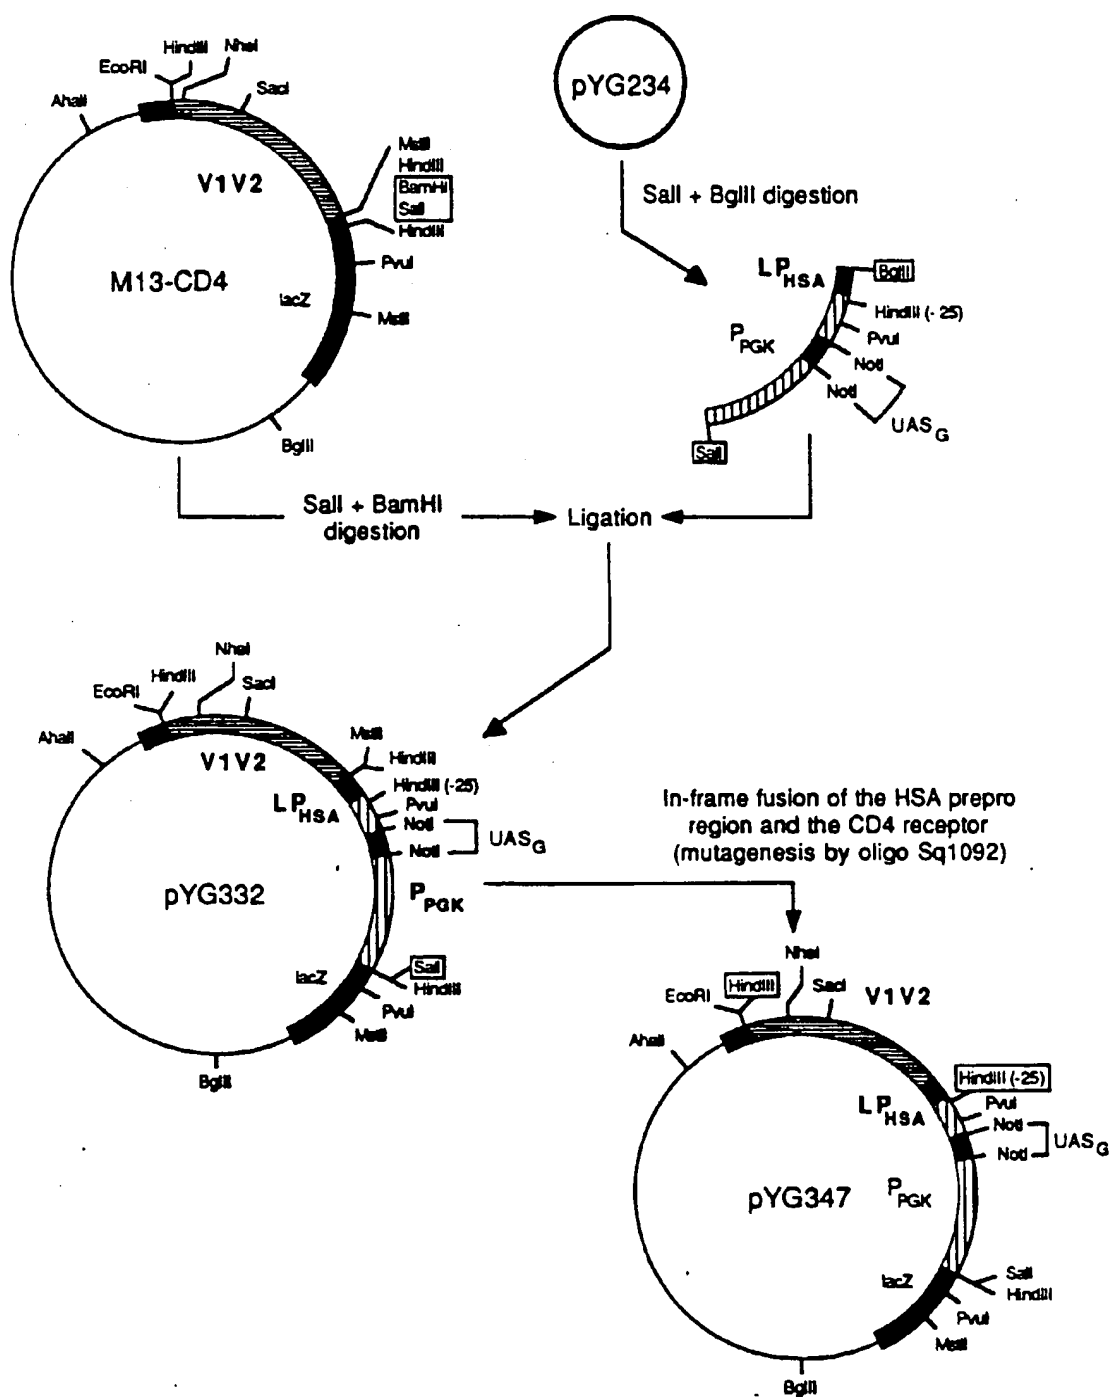 HindIII
NheI
EcoRI
SacI
AhaII
MstII
HindIII
BamHI
SalI
HindIII
V1V2
PvuI
M13-CD4
lacZ
MstII
BglII
pYG234
SalI + BglII digestion
LP HSA
BglII
HindIII (-25)
P PGK
PvuI
NotI
NotI
UAS G
SalI
SalI + BamHI
digestion
Ligation
NheI
HindIII
EcoRI
SacI
AhaII
MstII
V1V2
HindIII
HindIII (-25)
LP HSA
PvuI
NotI
UAS G
NotI
pYG332
P PGK
SalI
lacZ
HindIII
PvuI
MstII
BglII
In-frame fusion of the HSA prepro
region and the CD4 receptor
(mutagenesis by oligo Sq1092)
NheI
HindIII
SacI
V1V2
EcoRI
AhaII
HindIII (-25)
LP HSA
PvuI
NotI
UAS G
NotI
pYG347
P PGK
lacZ
SalI
HindIII
PvuI
MstII
BglII